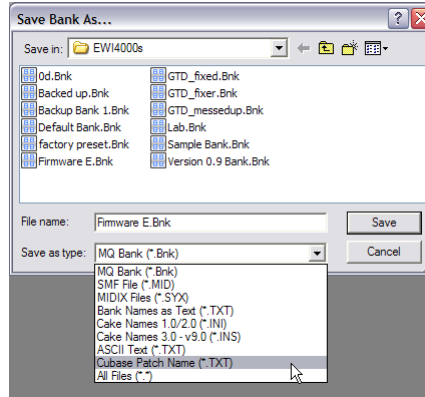 Save Bank As...
Save in: EWI4000s
0d.Bnk
Backed up.Bnk
Backup Bank 1.Bnk
Default Bank.Bnk
factory preset.Bnk
Firmware E.Bnk
GTD_fixed.Bnk
GTD_fixer.Bnk
GTD_messedup.Bnk
Lab.Bnk
Sample Bank.Bnk
Version 0.9 Bank.Bnk
File name: Firmware E.Bnk Save
Save as type: MQ Bank (*.Bnk) Cancel
MQ Bank (*.Bnk)
SMF File (*.MID)
MIDIX Files (*.SYX)
Bank Names as Text (*.TXT)
Cake Names 1.0/2.0 (*.INI)
Cake Names 3.0 - v9.0 (*.INS)
ASCII Text (*.TXT)
Cubase Patch Name (*.TXT)
All Files (*.*)